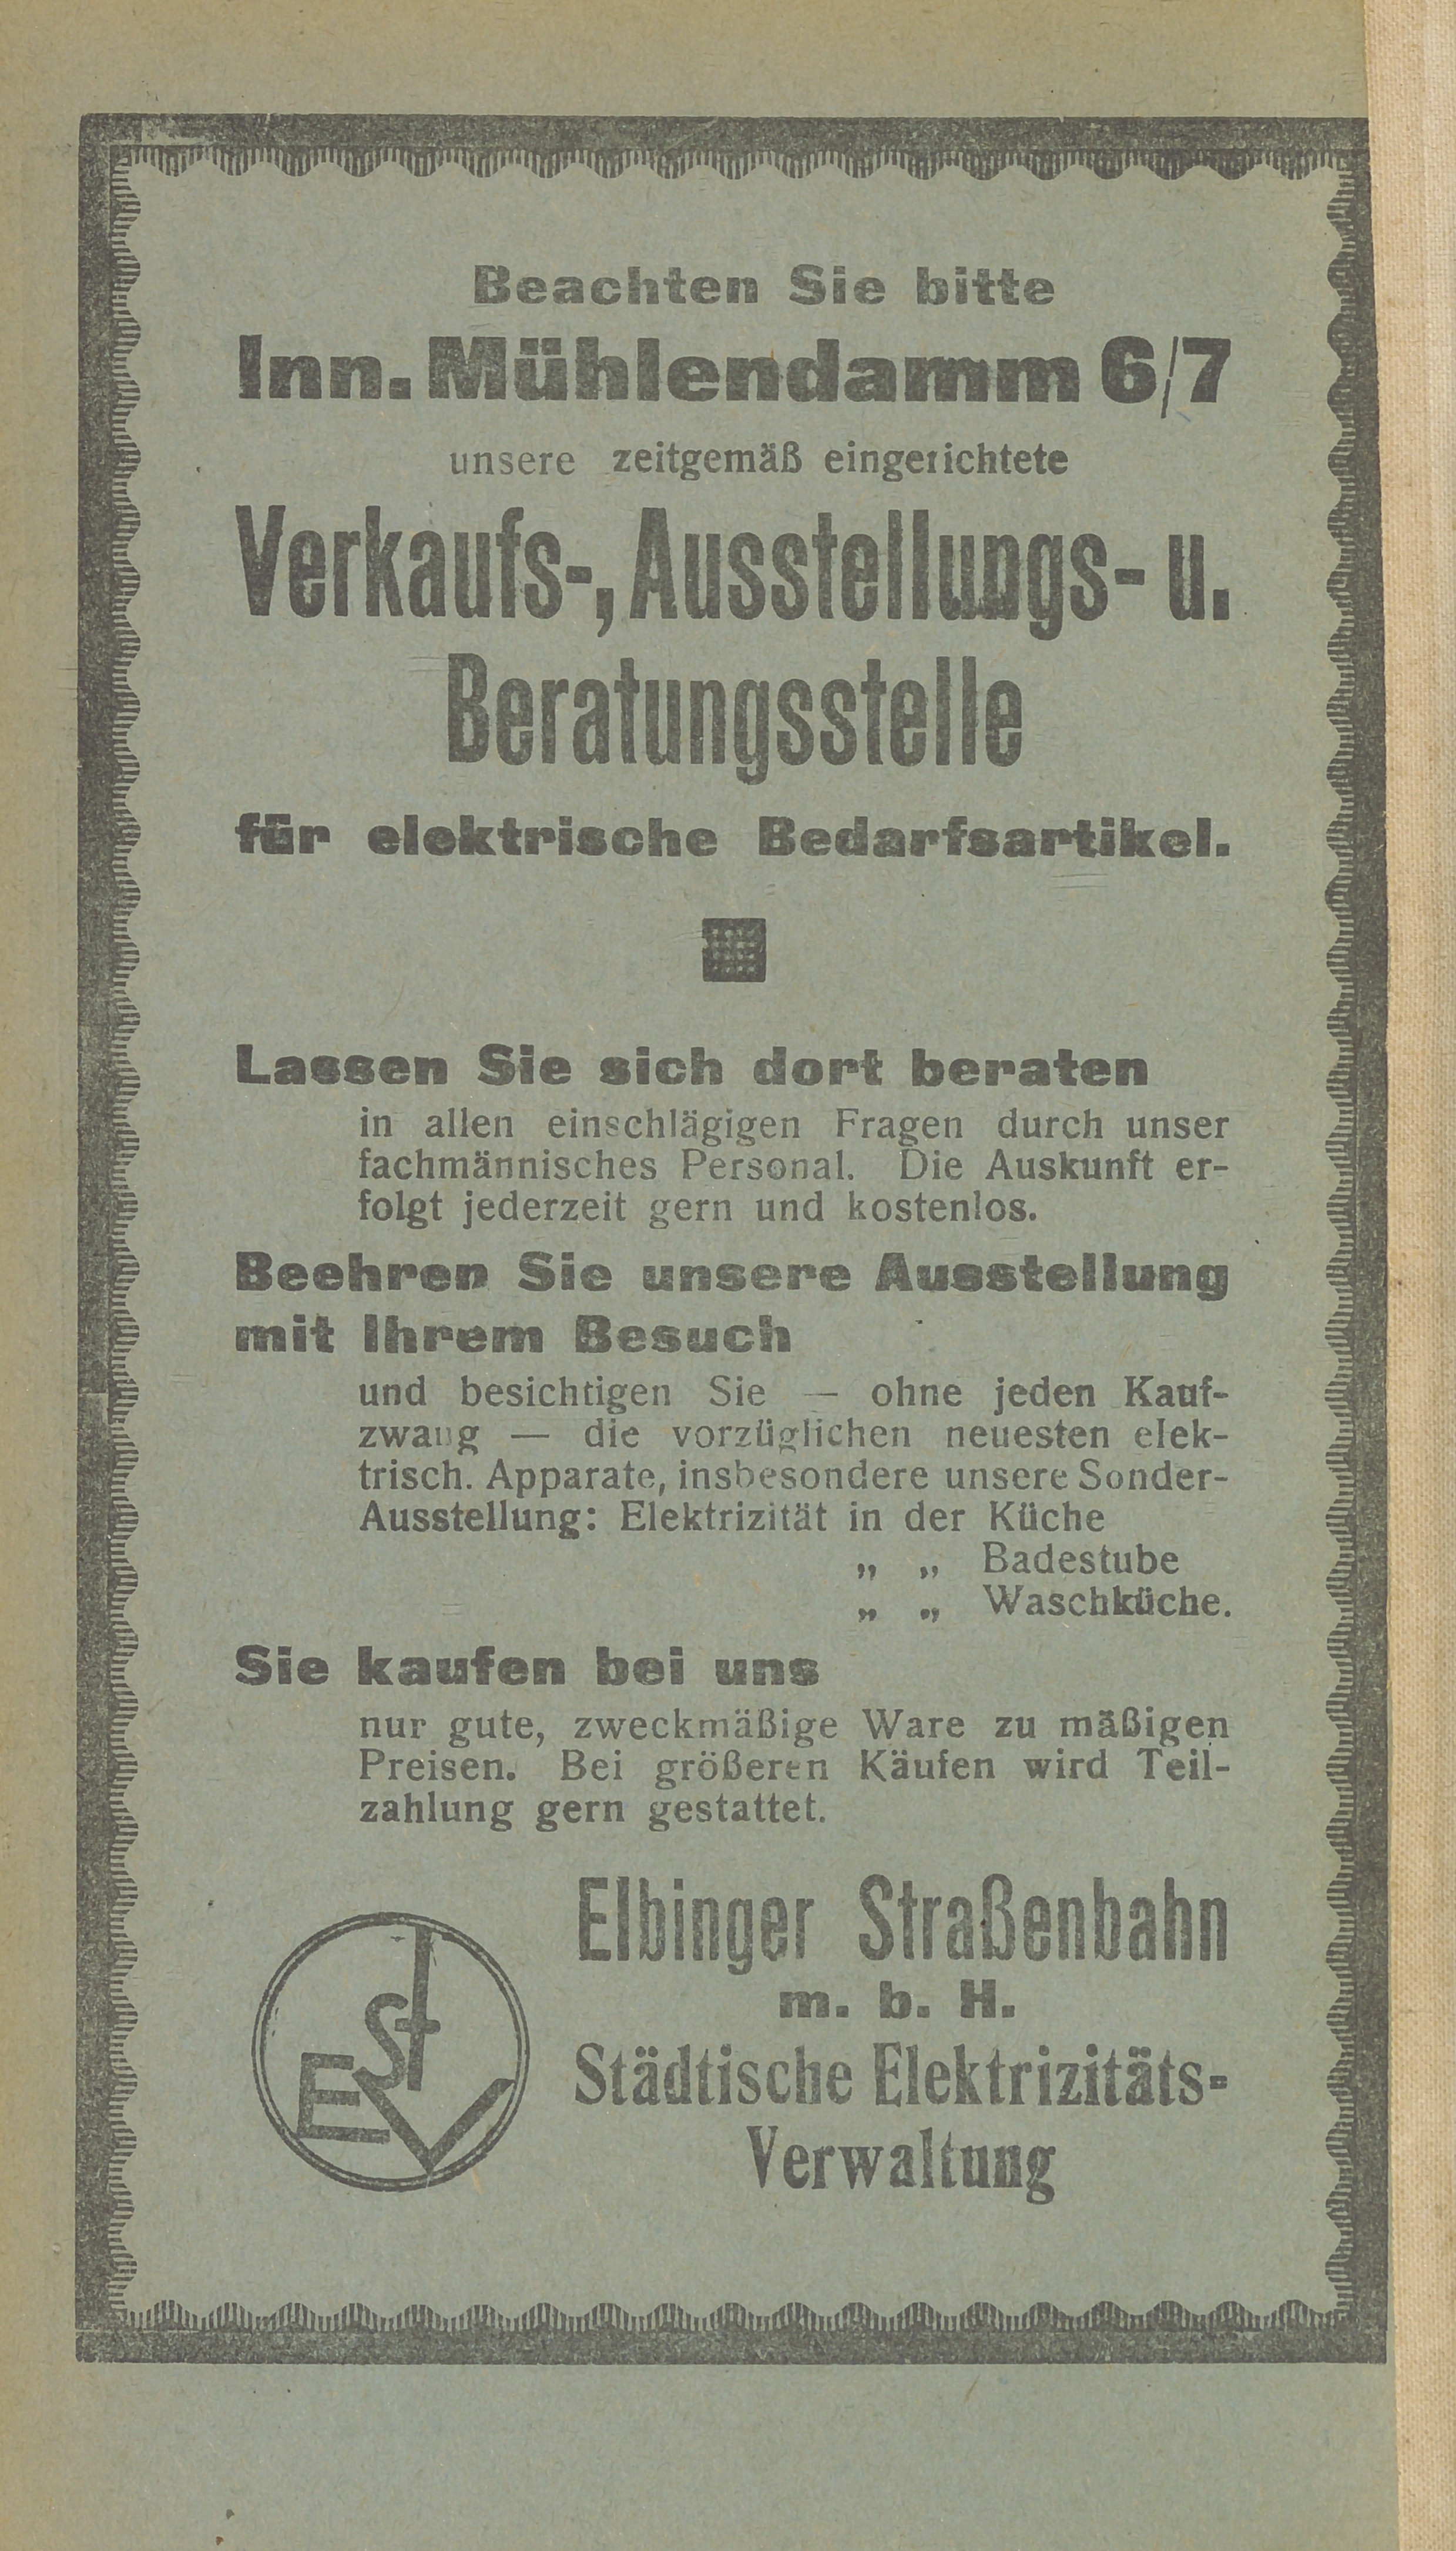 Beachten Sie bitte
Inn. Mühlendamm 6/7
unsere zeitgemäß eingerichtete
Verkaufs-, Ausstellungs- u.
Beratungsstelle
für elektrische Bedarfsartikel.
Lassen Sie sich dort beraten
in allen einschlägigen Fragen durch unser
fachmännisches Personal. Die Auskunft er-
folgt jederzeit gern und kostenlos.
Beehren Sie unsere Ausstellung
mit Ihrem Besuch
und besichtigen Sie — ohne jeden Kauf-
zwang — die vorzüglichen neuesten elek-
trisch. Apparate, insbesondere unsere Sonder-
Ausstellung: Elektrizität in der Küche
„ „ Badestube
„ „ Waschküche.
Sie kaufen bei uns
nur gute, zweckmäßige Ware zu mäßigen
Preisen. Bei größeren Käufen wird Teil-
zahlung gern gestattet.
Elbinger Straßenbahn
m. b. H.
Städtische Elektrizitäts-
Verwaltung
E St V